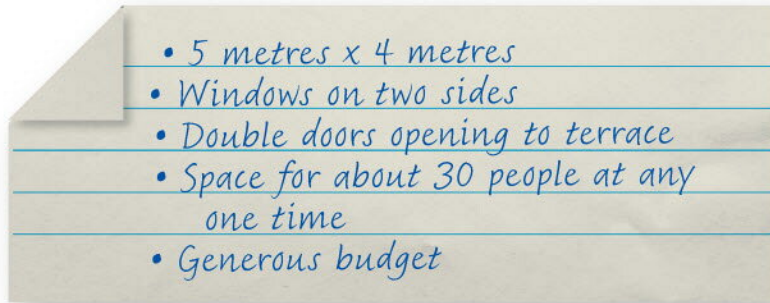 • 5 metres x 4 metres
• Windows on two sides
• Double doors opening to terrace
• Space for about 30 people at any
one time
• Generous budget